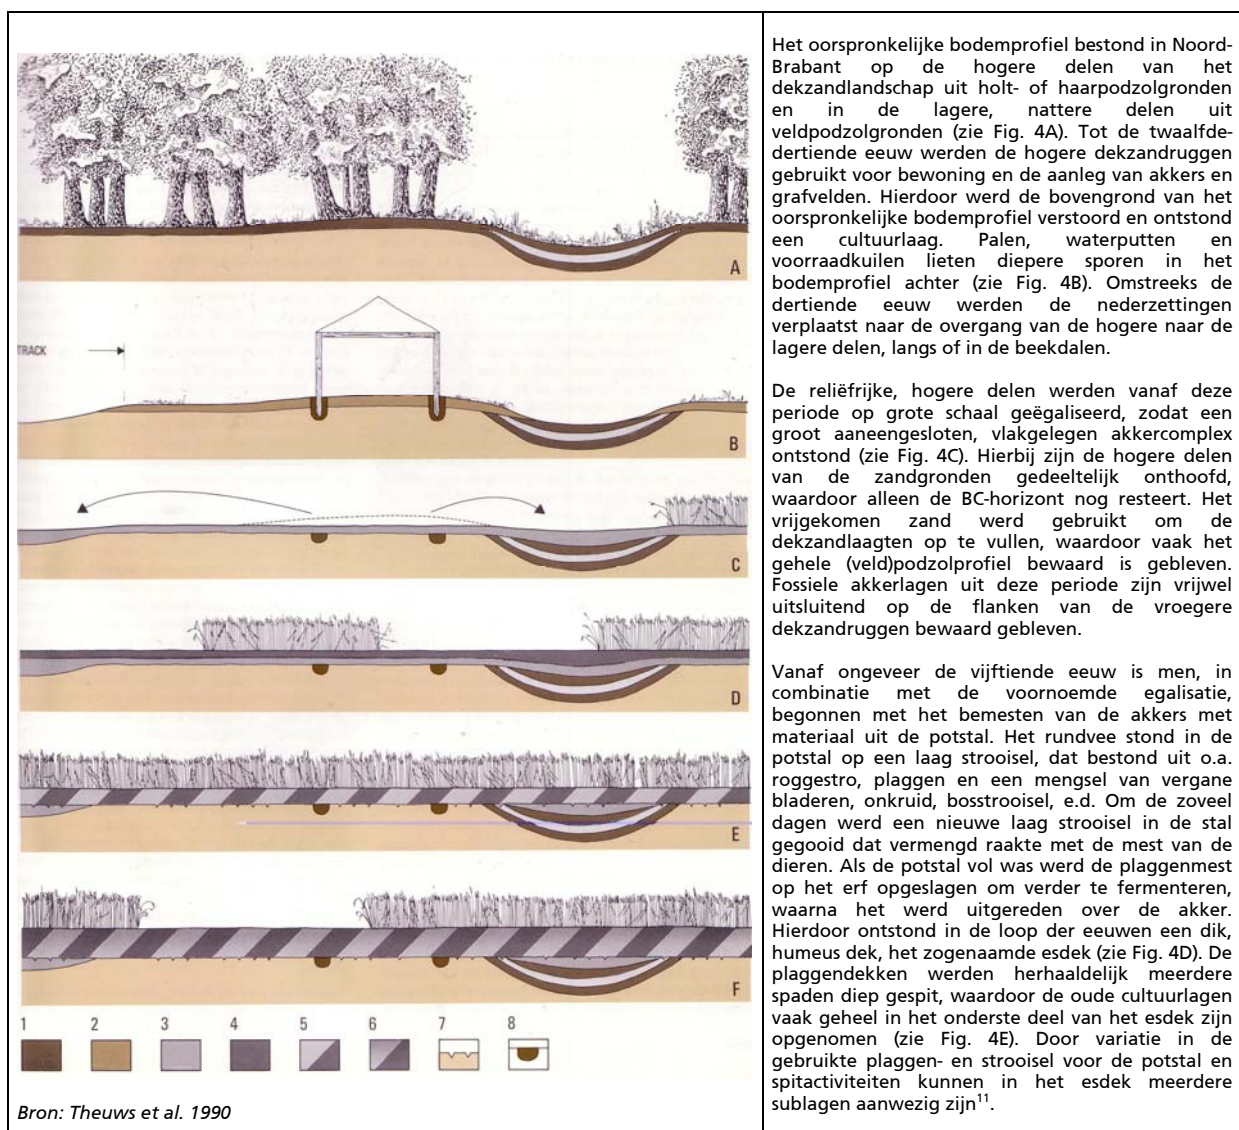 TRACK
A
B
C
D
E
F
1 2 3 4 5 6 7 8
Bron: Theuws et al. 1990
Het oorspronkelijke bodemprofiel bestond in Noord-
Brabant op de hogere delen van het
dekzandlandschap uit holt- of haarpodzolgronden
en in de lagere, nattere delen uit
veldpodzolgronden (zie Fig. 4A). Tot de twaalfde-
dertiende eeuw werden de hogere dekzandruggen
gebruikt voor bewoning en de aanleg van akkers en
grafvelden. Hierdoor werd de bovengrond van het
oorspronkelijke bodemprofiel verstoord en ontstond
een cultuurlaag. Palen, waterputten en
voorraadkuilen lieten diepere sporen in het
bodemprofiel achter (zie Fig. 4B). Omstreeks de
dertiende eeuw werden de nederzettingen
verplaatst naar de overgang van de hogere naar de
lagere delen, langs of in de beekdalen.
De reliëfrijke, hogere delen werden vanaf deze
periode op grote schaal geëgaliseerd, zodat een
groot aaneengesloten, vlakgelegen akkercomplex
ontstond (zie Fig. 4C). Hierbij zijn de hogere delen
van de zandgronden gedeeltelijk onthoofd,
waardoor alleen de BC-horizont nog resteert. Het
vrijgekomen zand werd gebruikt om de
dekzandlaagten op te vullen, waardoor vaak het
gehele (veld)podzolprofiel bewaard is gebleven.
Fossiele akkerlagen uit deze periode zijn vrijwel
uitsluitend op de flanken van de vroegere
dekzandruggen bewaard gebleven.
Vanaf ongeveer de vijftiende eeuw is men, in
combinatie met de voornoemde egalisatie,
begonnen met het bemesten van de akkers met
materiaal uit de potstal. Het rundvee stond in de
potstal op een laag strooisel, dat bestond uit o.a.
roggestro, plaggen en een mengsel van vergane
bladeren, onkruid, bosstrooisel, e.d. Om de zoveel
dagen werd een nieuwe laag strooisel in de stal
gegooid dat vermengd raakte met de mest van de
dieren. Als de potstal vol was werd de plaggenmest
op het erf opgeslagen om verder te fermenteren,
waarna het werd uitgereden over de akker.
Hierdoor ontstond in de loop der eeuwen een dik,
humeus dek, het zogenaamde esdek (zie Fig. 4D). De
plaggendekken werden herhaaldelijk meerdere
spaden diep gespit, waardoor de oude cultuurlagen
vaak geheel in het onderste deel van het esdek zijn
opgenomen (zie Fig. 4E). Door variatie in de
gebruikte plaggen- en strooisel voor de potstal en
spitactiviteiten kunnen in het esdek meerdere
sublagen aanwezig zijn¹¹.